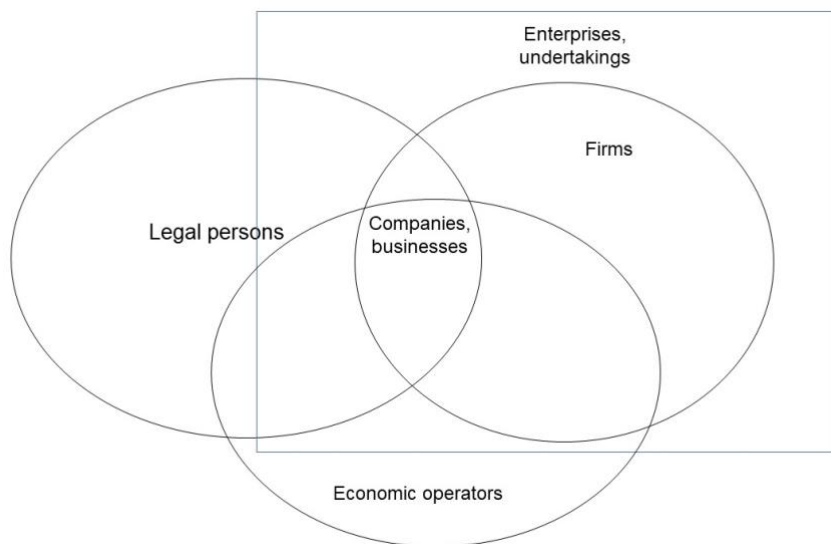 Enterprises,
undertakings
Firms
Legal persons
Companies,
businesses
Economic operators